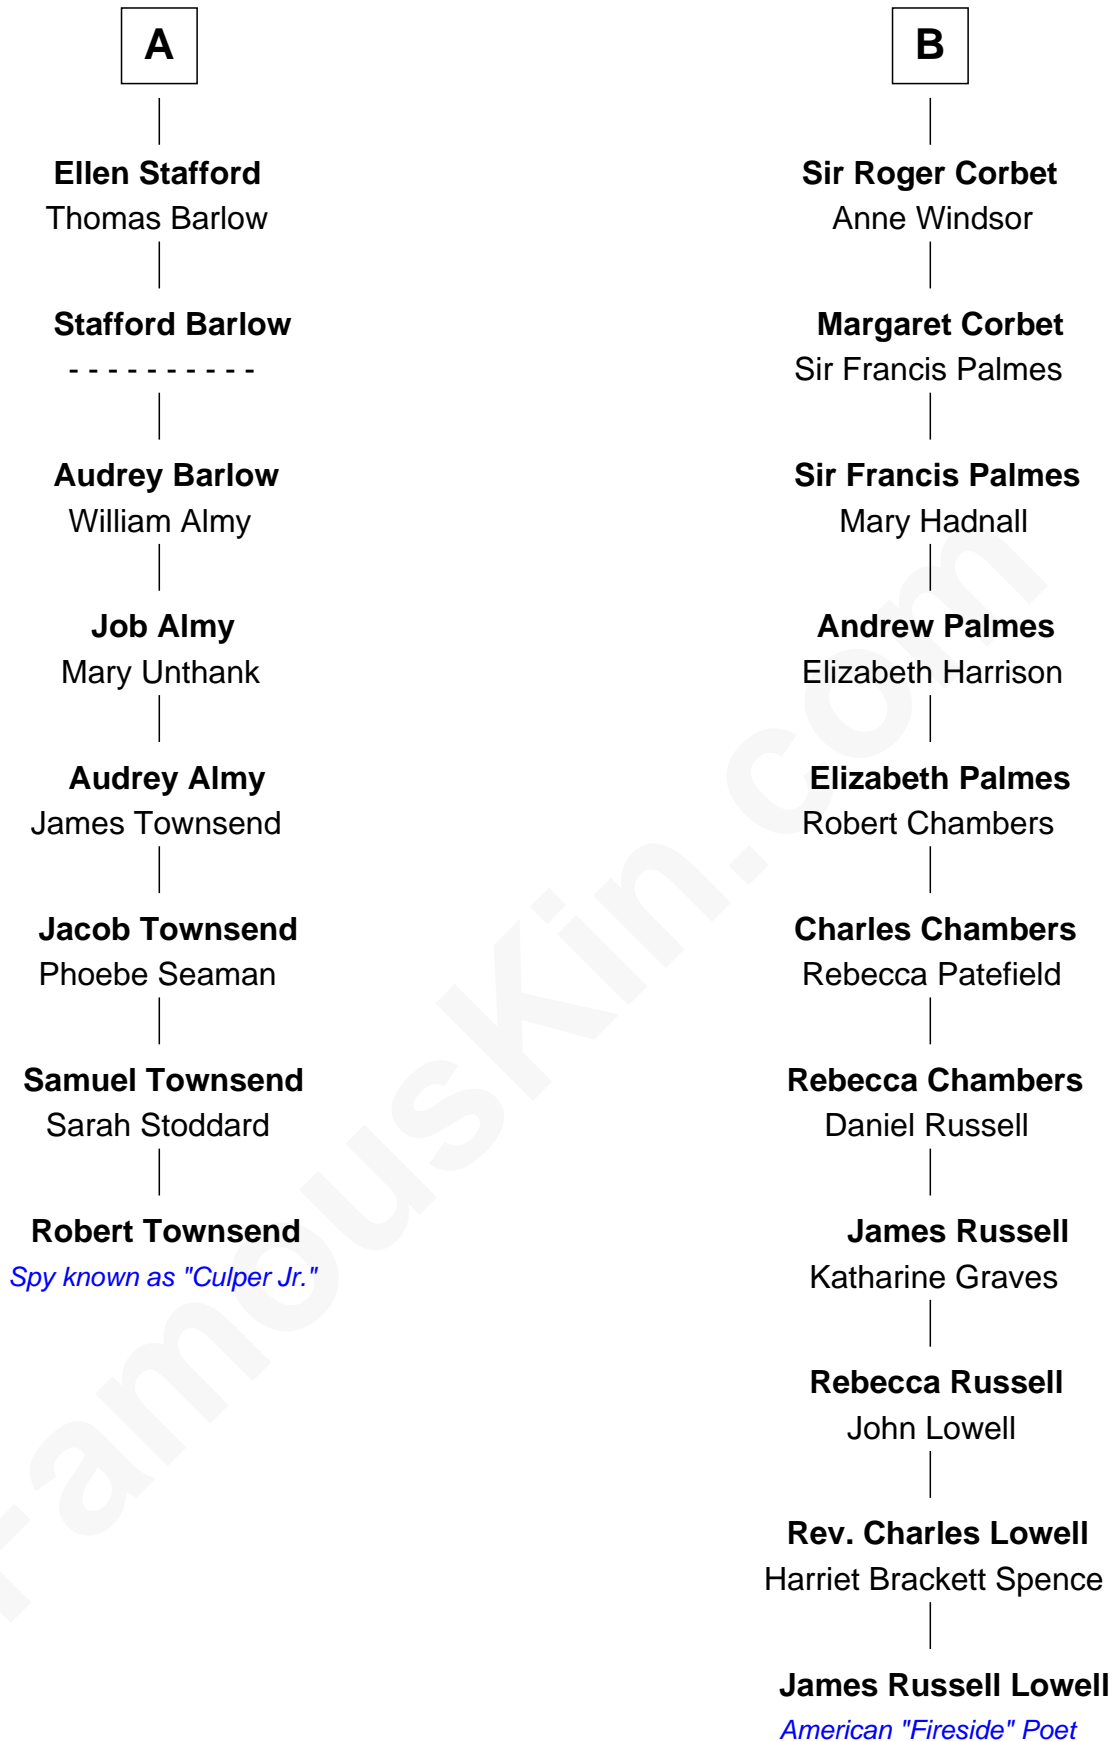 A
Ellen Stafford
Thomas Barlow
Stafford Barlow
- - - - - - - - - -
Audrey Barlow
William Almy
Job Almy
Mary Unthank
Audrey Almy
James Townsend
Jacob Townsend
Phoebe Seaman
Samuel Townsend
Sarah Stoddard
Robert Townsend
Spy known as "Culper Jr."
B
Sir Roger Corbet
Anne Windsor
Margaret Corbet
Sir Francis Palmes
Sir Francis Palmes
Mary Hadnall
Andrew Palmes
Elizabeth Harrison
Elizabeth Palmes
Robert Chambers
Charles Chambers
Rebecca Patefield
Rebecca Chambers
Daniel Russell
James Russell
Katharine Graves
Rebecca Russell
John Lowell
Rev. Charles Lowell
Harriet Brackett Spence
James Russell Lowell
American "Fireside" Poet
FamousKin.com